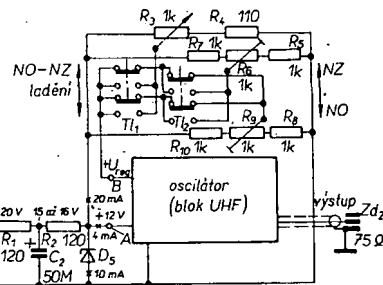 R3 1k R4 110
R7 1k R6 1k R5 1k
NO-NZ
ladění
NZ
NO
Tl1 Tl2
R10 1k R9 1k R8 1k
+Ureg
B
20 mA
+12 V
4 mA A
oscilátor
(blok UHF)
výstup Zd2
75 Ω
20 V 15 až 16 V
R1 120
R2 120
C2
50M
D5
10 mA